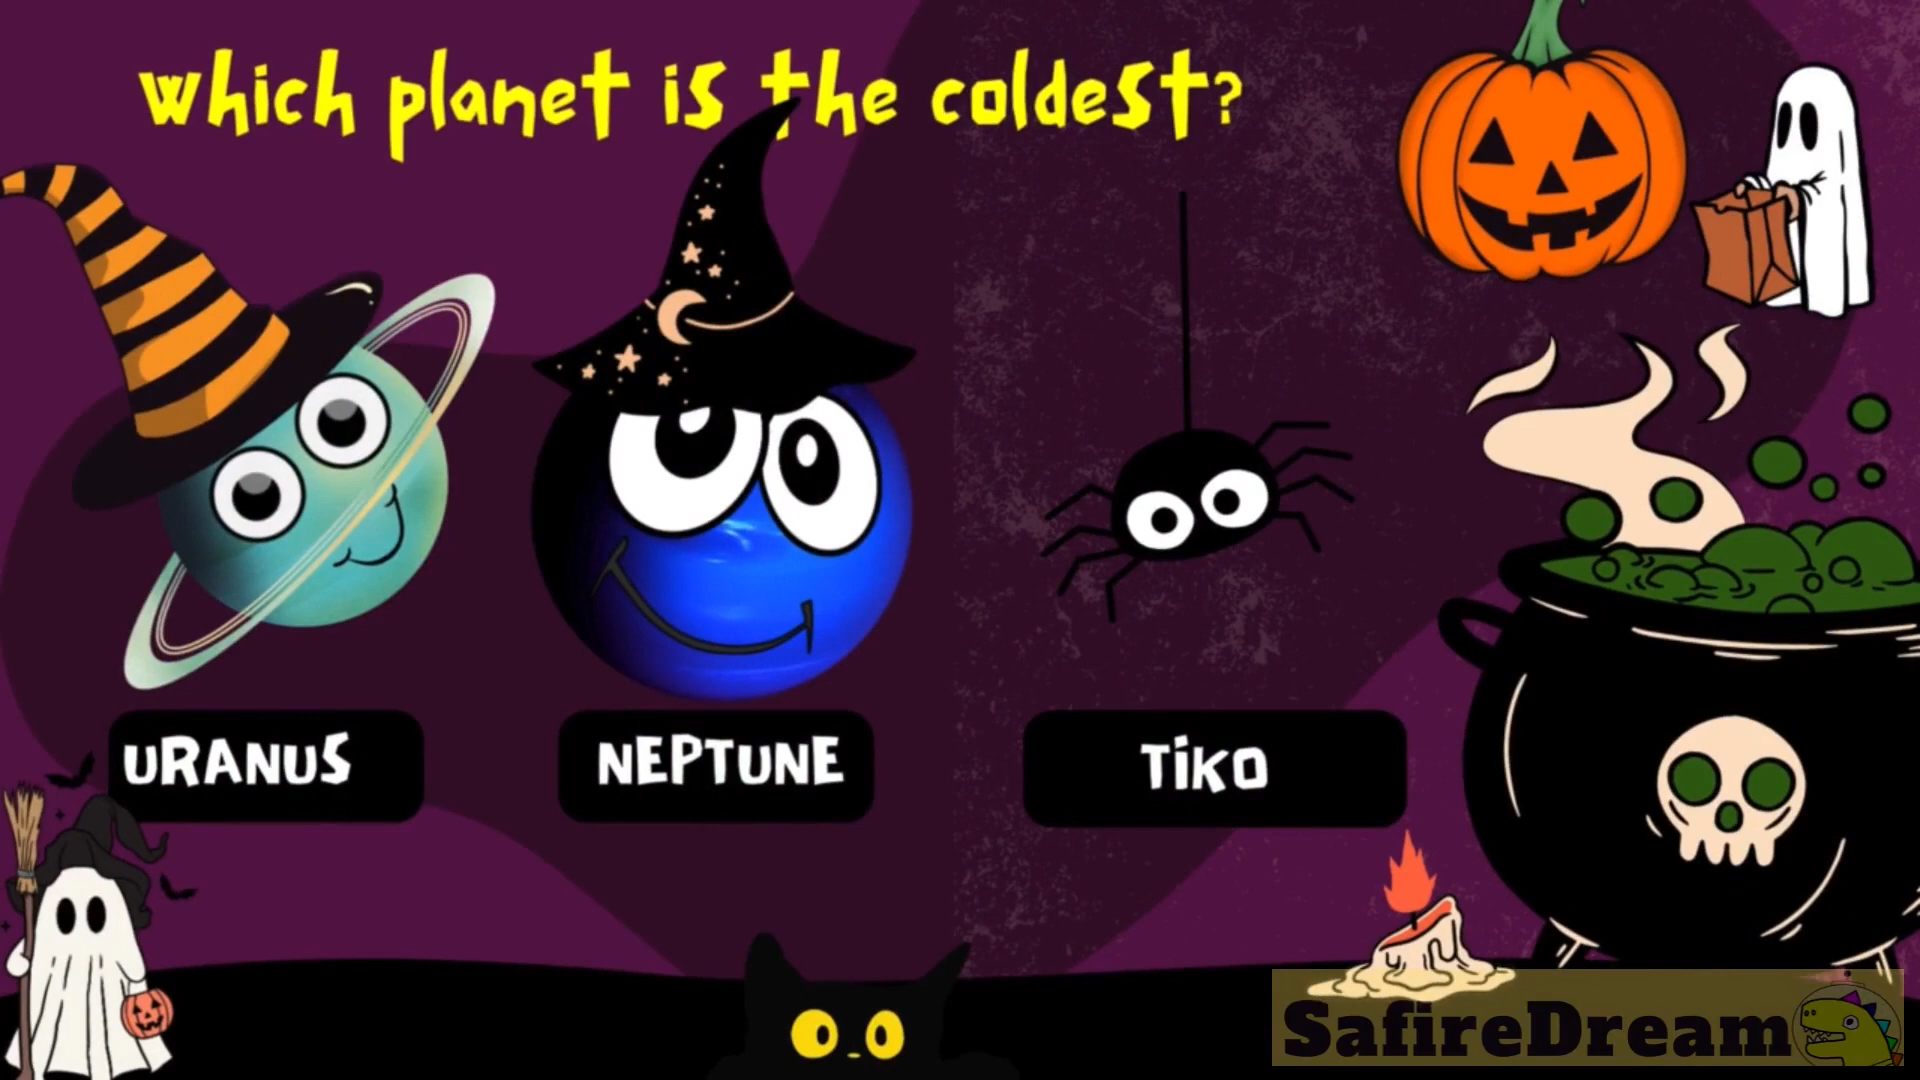 which planet is the coldest?
URANUS
NEPTUNE
TiKO
SafireDream